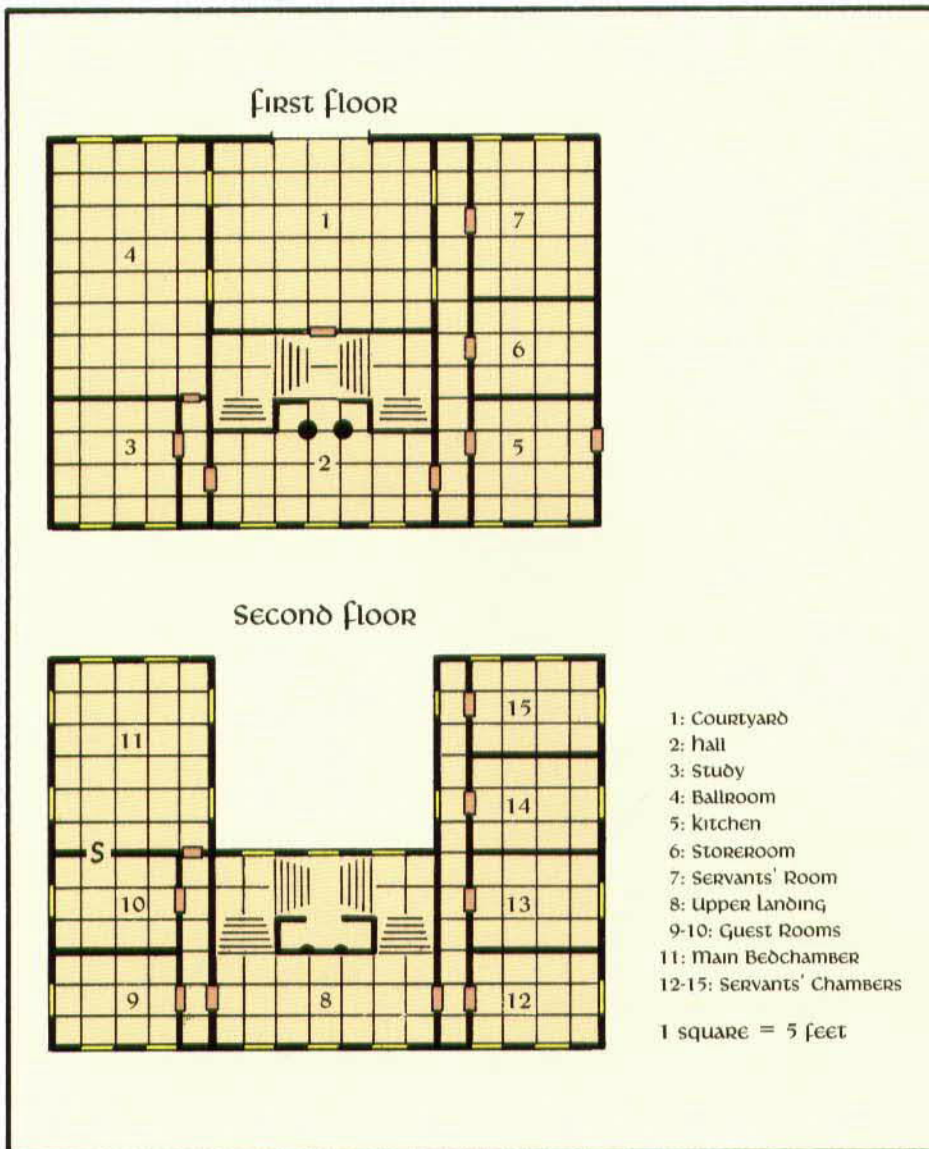 First Floor
1
7
4
6
3
5
2
Second Floor
15
11
14
S
10
13
9
8
12
1: Courtyard
2: Hall
3: Study
4: Ballroom
5: Kitchen
6: Storeroom
7: Servants' Room
8: Upper Landing
9-10: Guest Rooms
11: Main Bedchamber
12-15: Servants' Chambers
1 square = 5 feet